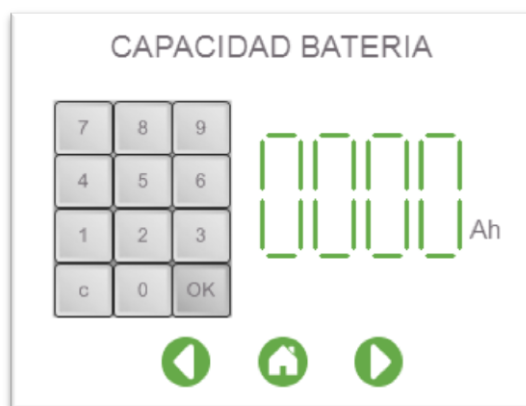 CAPACIDAD BATERIA
7 8 9
4 5 6
1 2 3
c 0 OK
0000 Ah